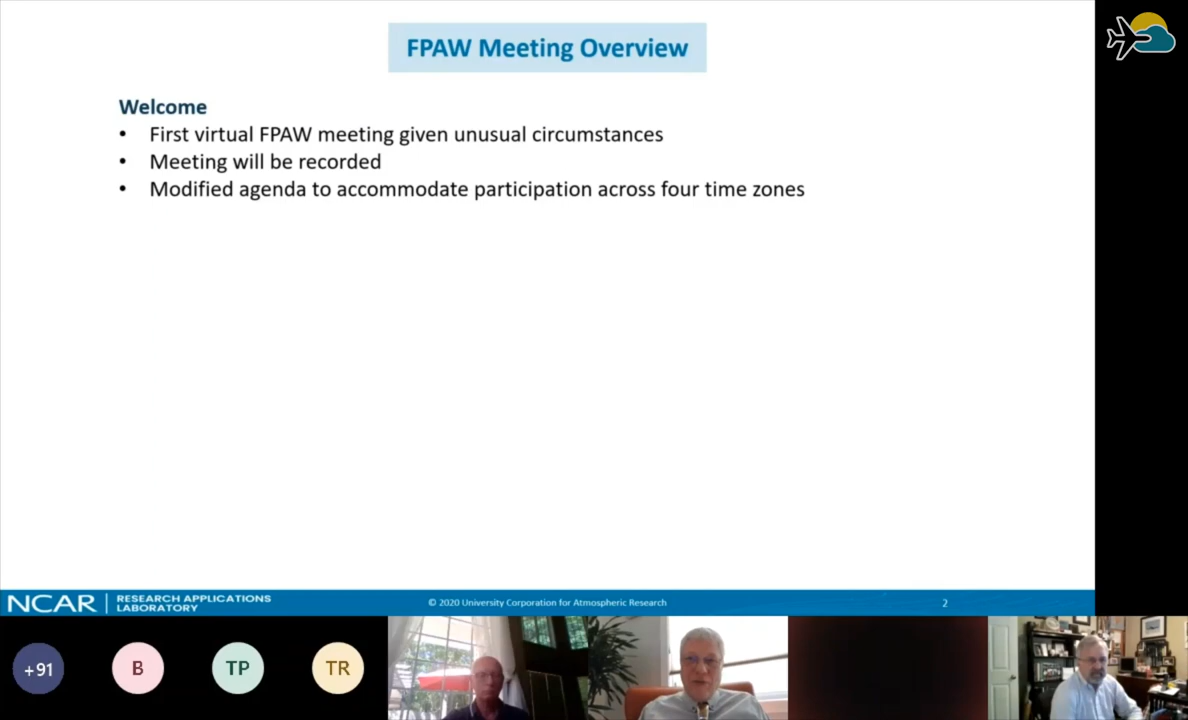 FPAW Meeting Overview
Welcome
• First virtual FPAW meeting given unusual circumstances
• Meeting will be recorded
• Modified agenda to accommodate participation across four time zones
NCAR | RESEARCH APPLICATIONS
LABORATORY
© 2020 University Corporation for Atmospheric Research
2
+91
B
TP
TR